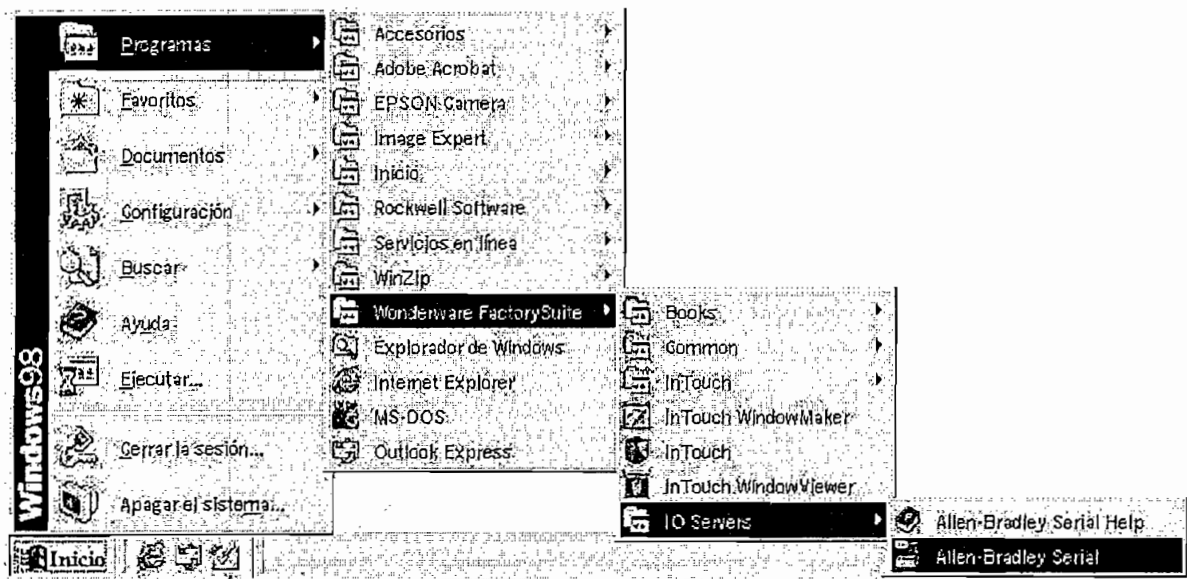 Windows98
Programas
Favoritos
Documentos
Configuración
Buscar
Ayuda
Ejecutar...
Cerrar la sesión...
Apagar el sistema...
Inicio
Accesorios
Adobe Acrobat
EPSON Camera
Image Expert
Inicio
Rockwell Software
Servicios en línea
WinZip
Wonderware FactorySuite
Explorador de Windows
Internet Explorer
MS-DOS
Outlook Express
Books
Common
InTouch
InTouch WindowMaker
InTouch
InTouch WindowViewer
IO Servers
Allen-Bradley Serial Help
Allen-Bradley Serial